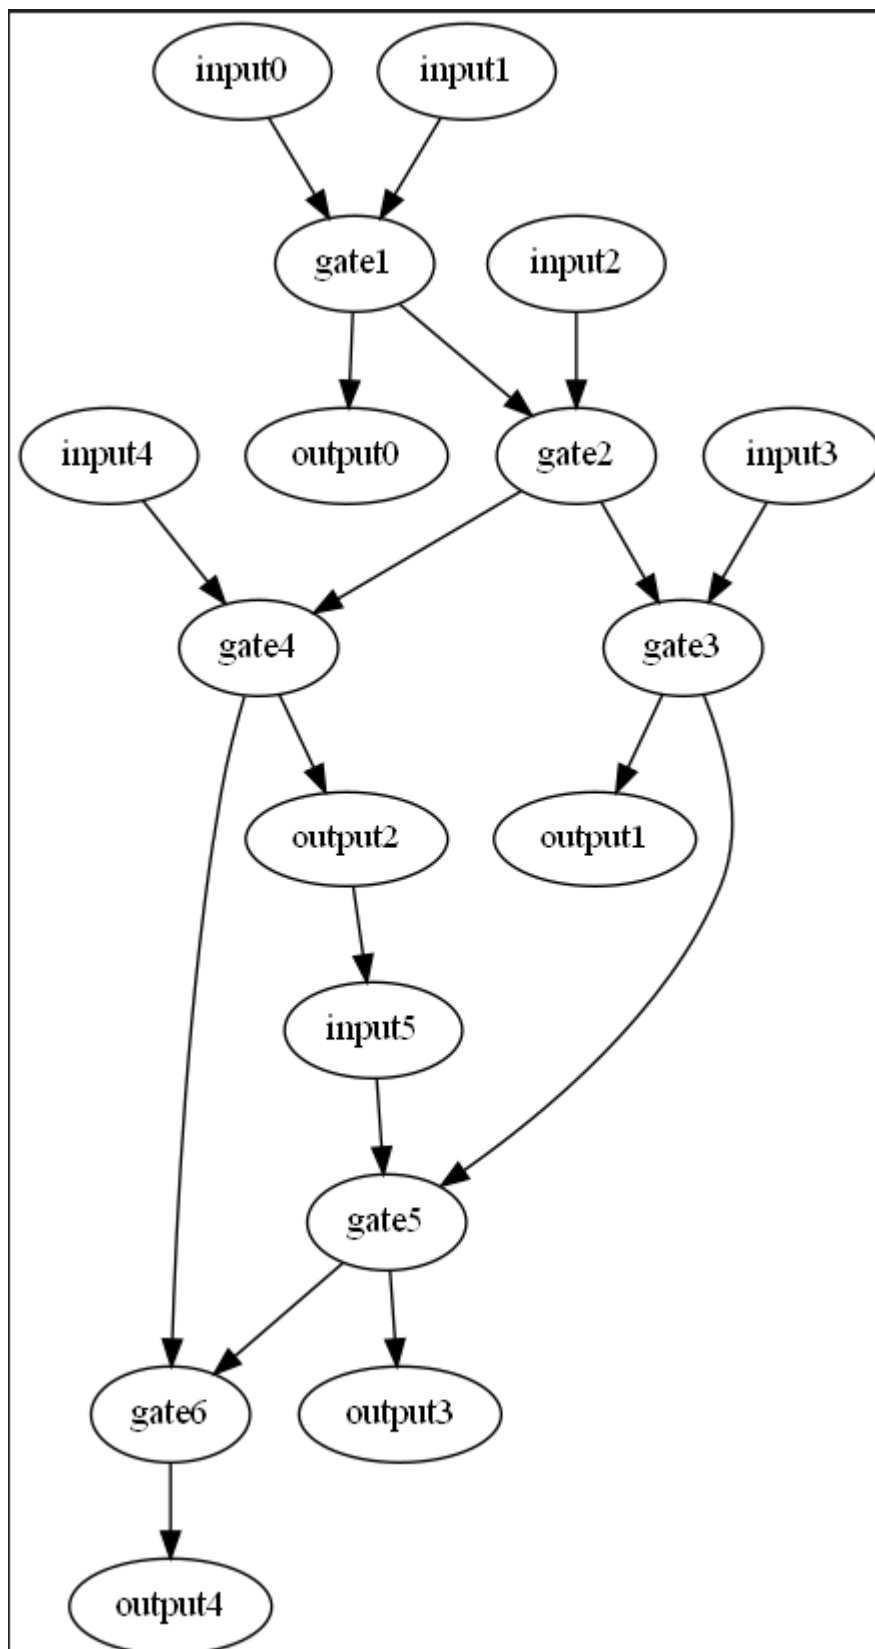 input0
input1
gate1
input2
input4
output0
gate2
input3
gate4
gate3
output2
output1
input5
gate5
gate6
output3
output4